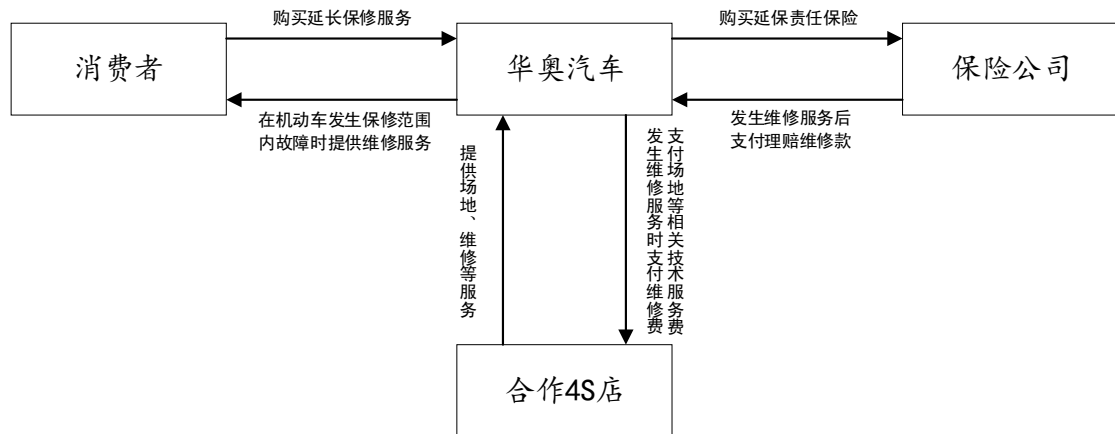 购买延长保修服务
购买延保责任保险
消费者
华奥汽车
保险公司
在机动车发生保修范围
内故障时提供维修服务
发生维修服务后
支付理赔维修款
提供场地、维修等服务
支付场地等相关技术服务费
发生维修服务时支付维修费
合作4S店